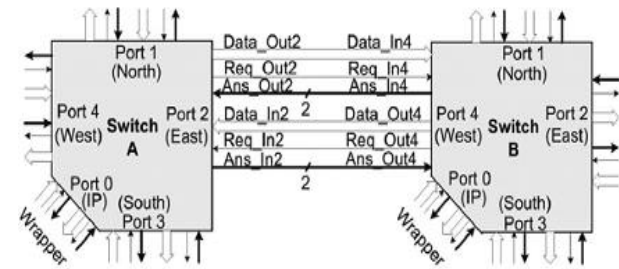 Port 1
(North)
Port 4
(West)
Switch
A
Port 2
(East)
Port 0
(IP)
(South)
Port 3
Wrapper
Data_Out2 Data_In4
Req_Out2 Req_In4
Ans_Out2 Ans_In4
2
Data_In2 Data_Out4
Req_In2 Req_Out4
Ans_In2 Ans_Out4
2
Port 1
(North)
Port 4
(West)
Switch
B
Port 2
(East)
Port 0
(IP)
(South)
Port 3
Wrapper